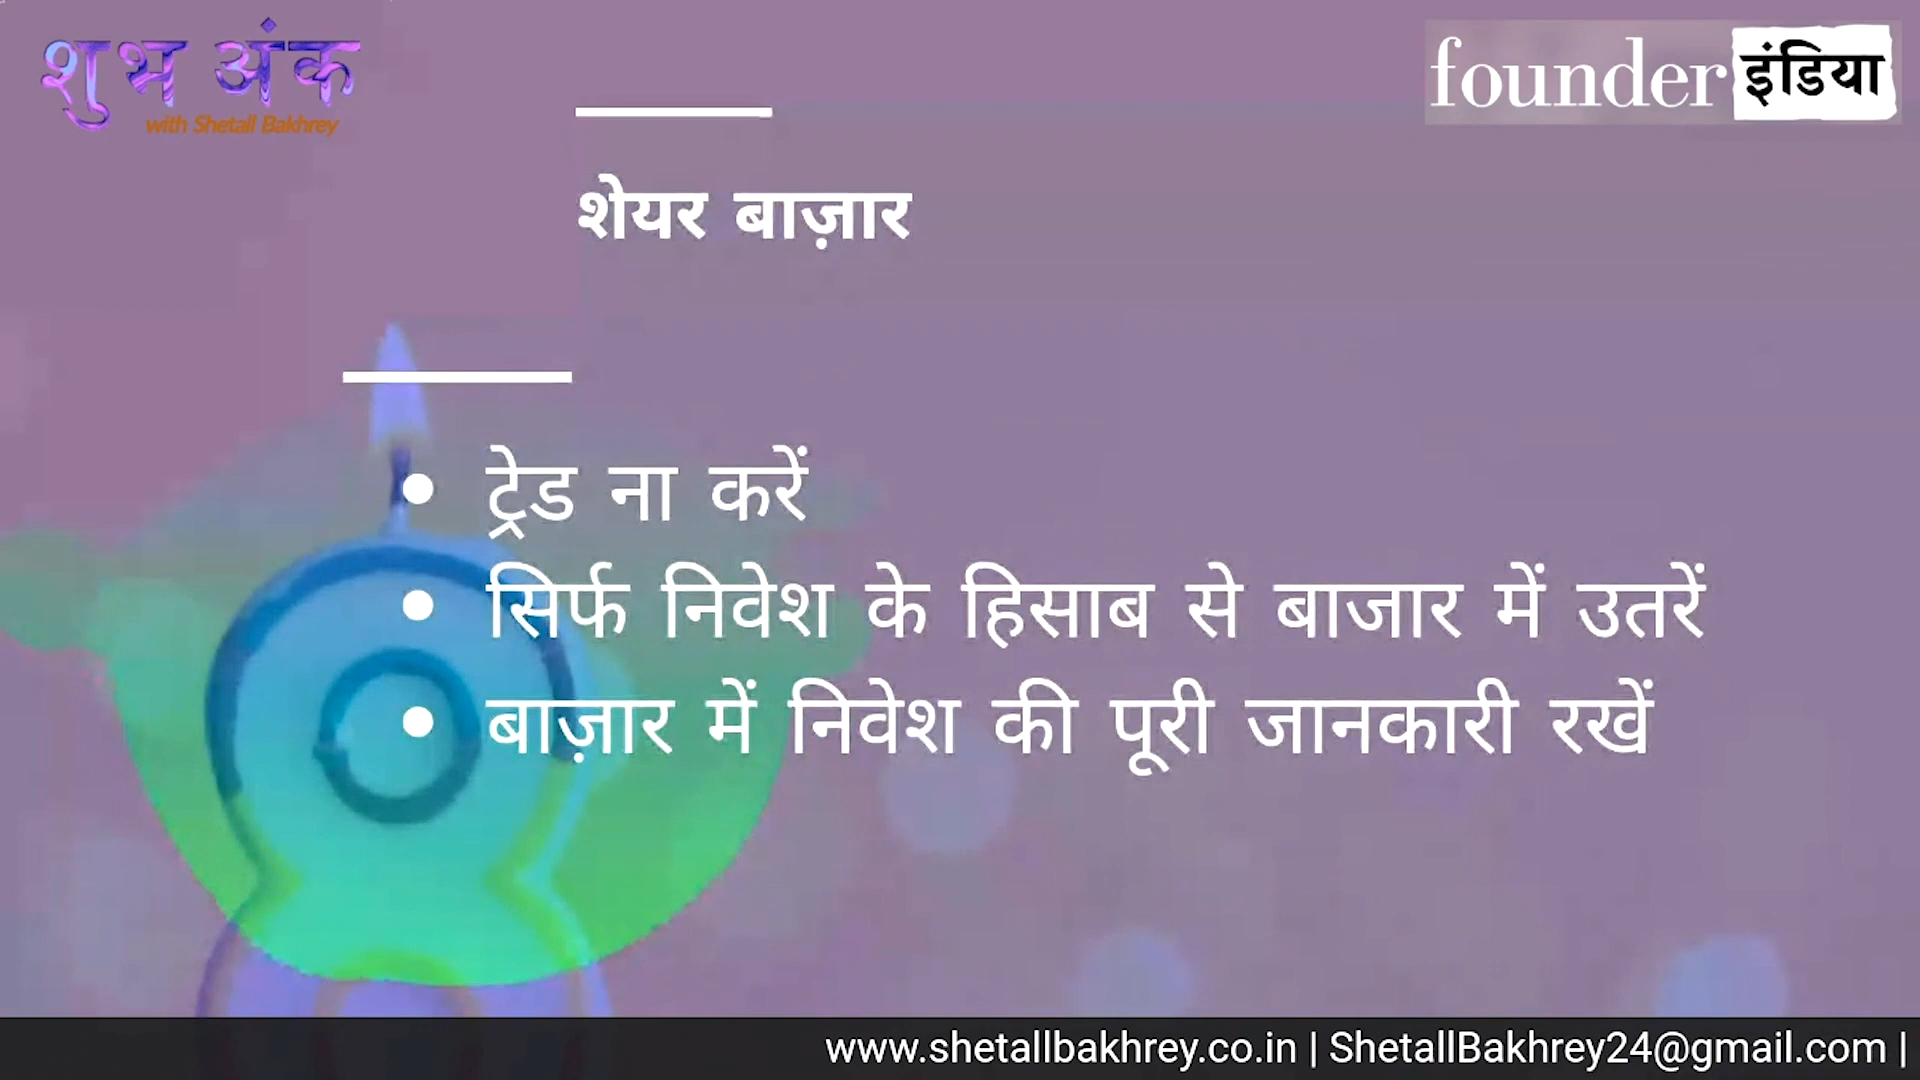 शुभ अंक
with Shetall Bakhrey
founder इंडिया
शेयर बाज़ार
• ट्रेड ना करें
• सिर्फ निवेश के हिसाब से बाजार में उतरें
• बाज़ार में निवेश की पूरी जानकारी रखें
www.shetallbakhrey.co.in | ShetallBakhrey24@gmail.com |